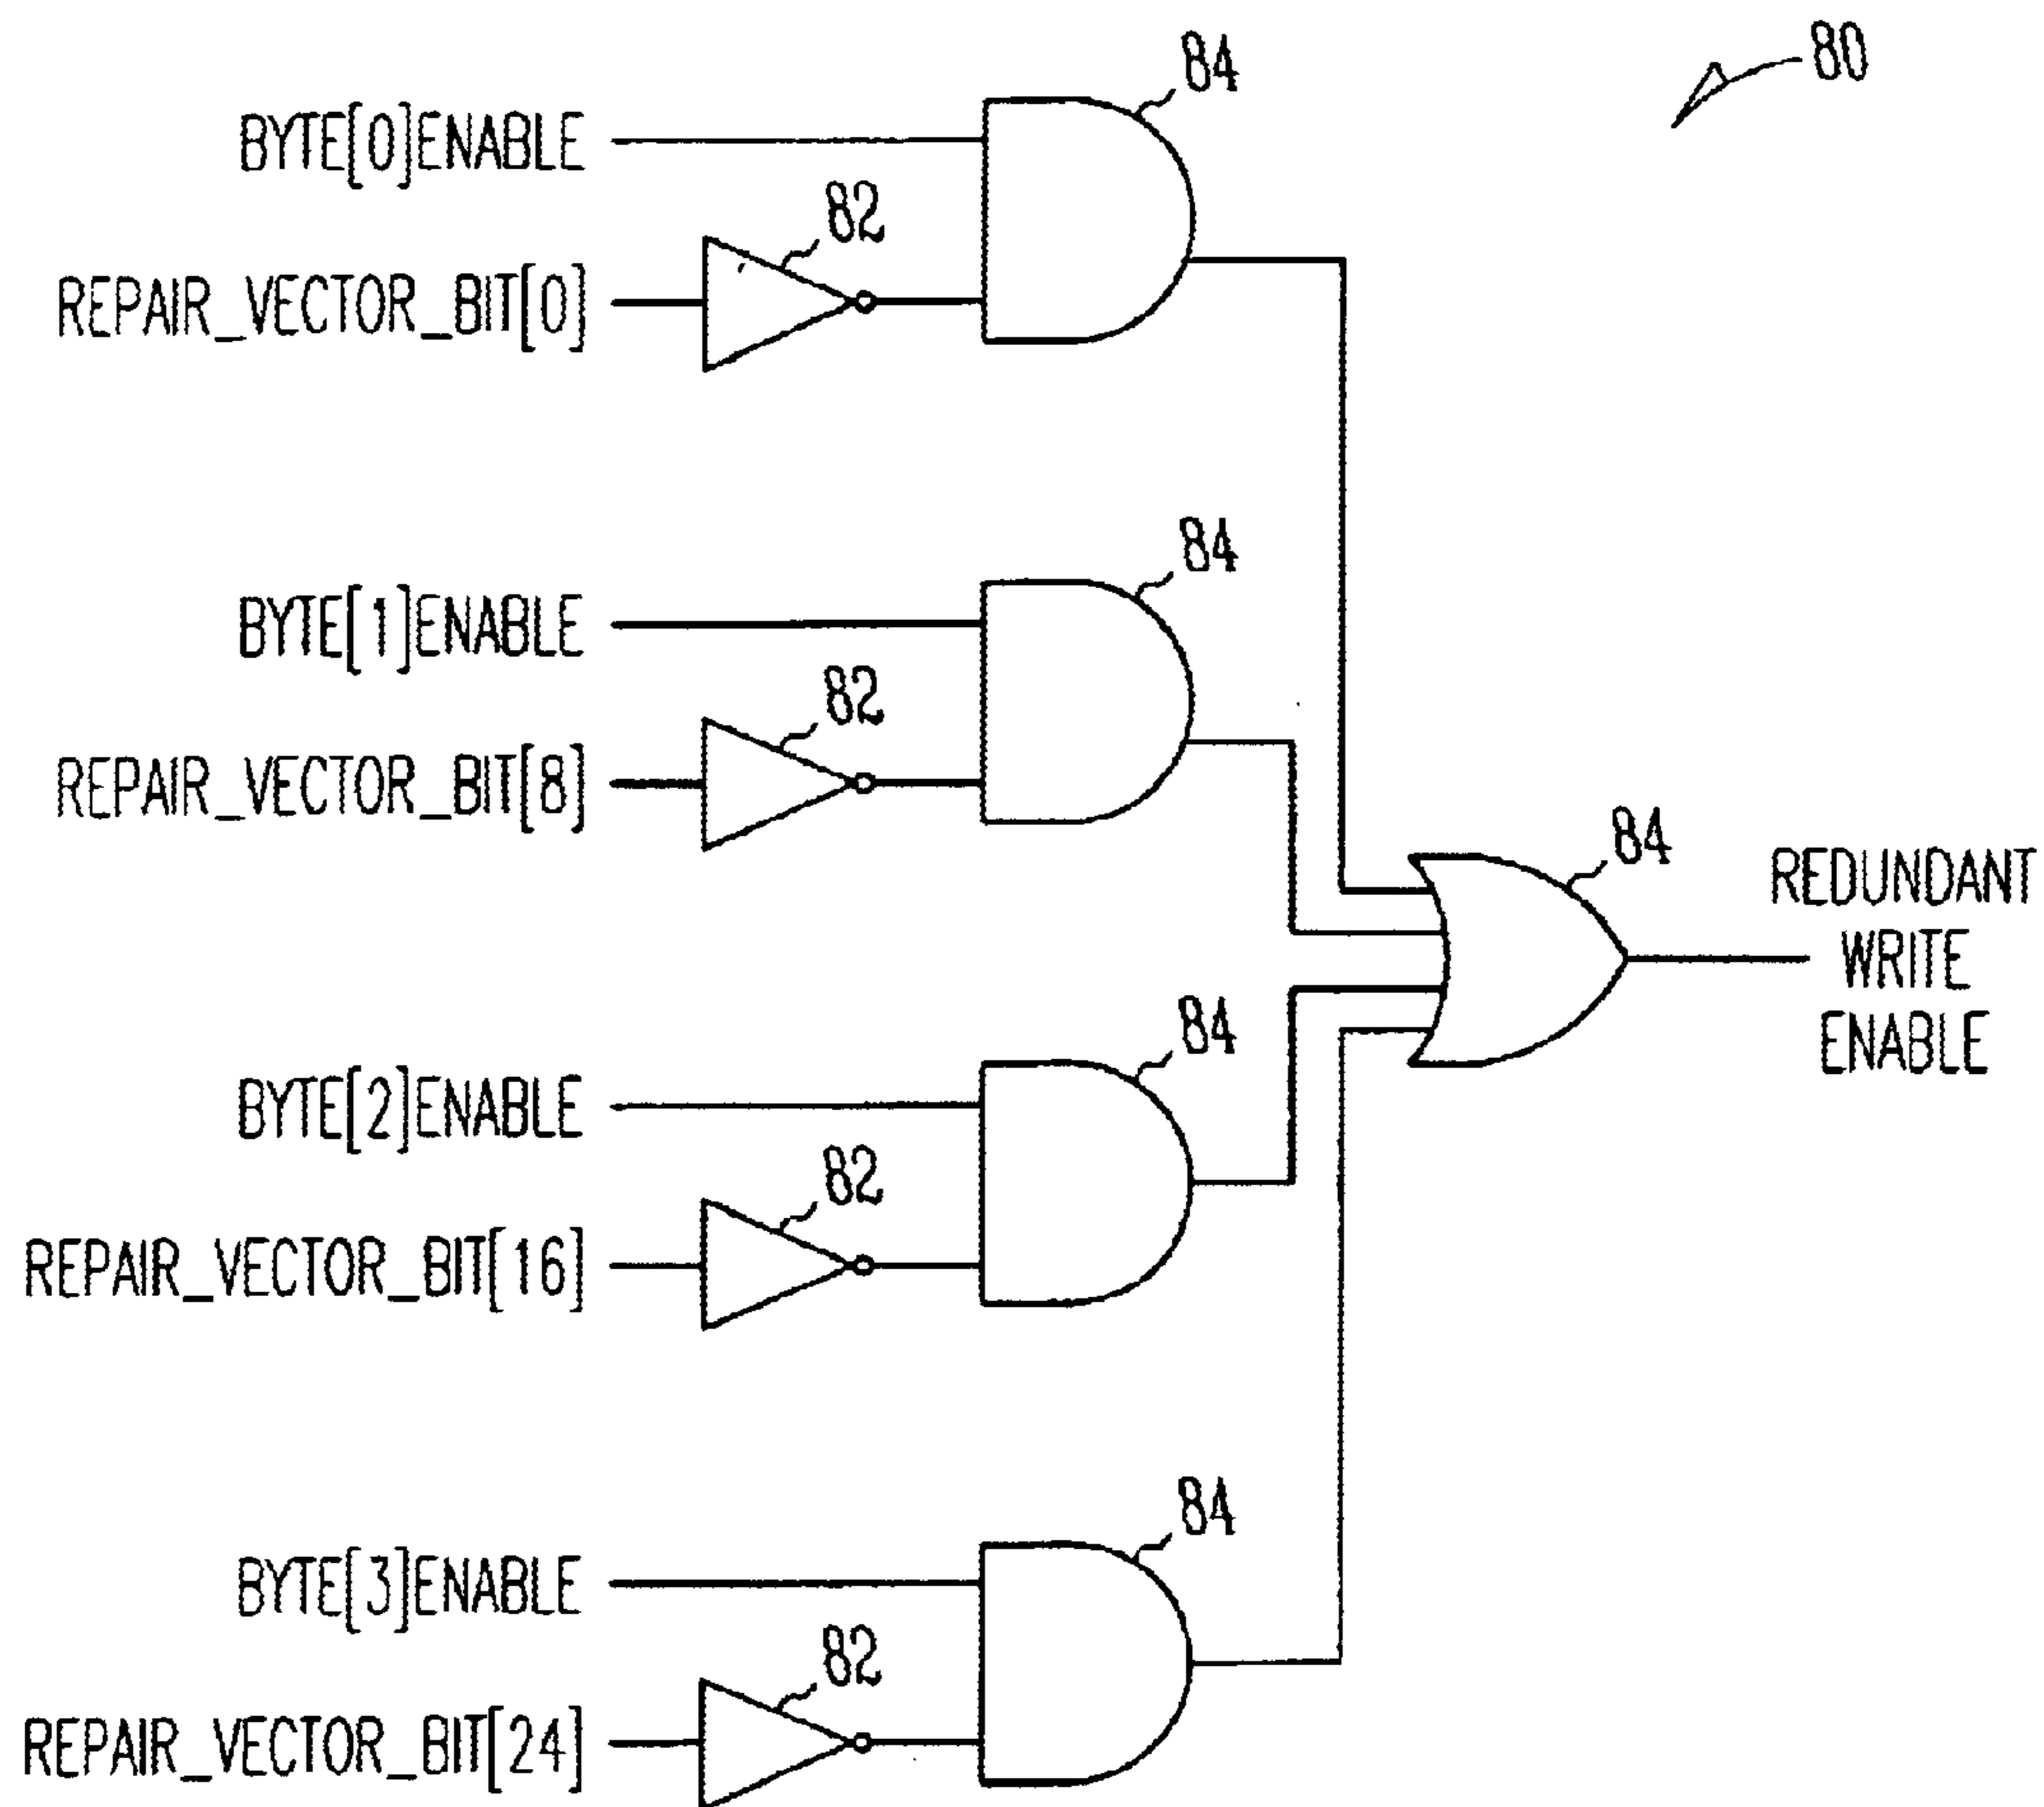 80
84
BYTE[0]ENABLE
82
REPAIR_VECTOR_BIT[0]
84
BYTE[1]ENABLE
82
REPAIR_VECTOR_BIT[8]
84
REDUNDANT
WRITE
ENABLE
84
BYTE[2]ENABLE
82
REPAIR_VECTOR_BIT[16]
84
BYTE[3]ENABLE
82
REPAIR_VECTOR_BIT[24]